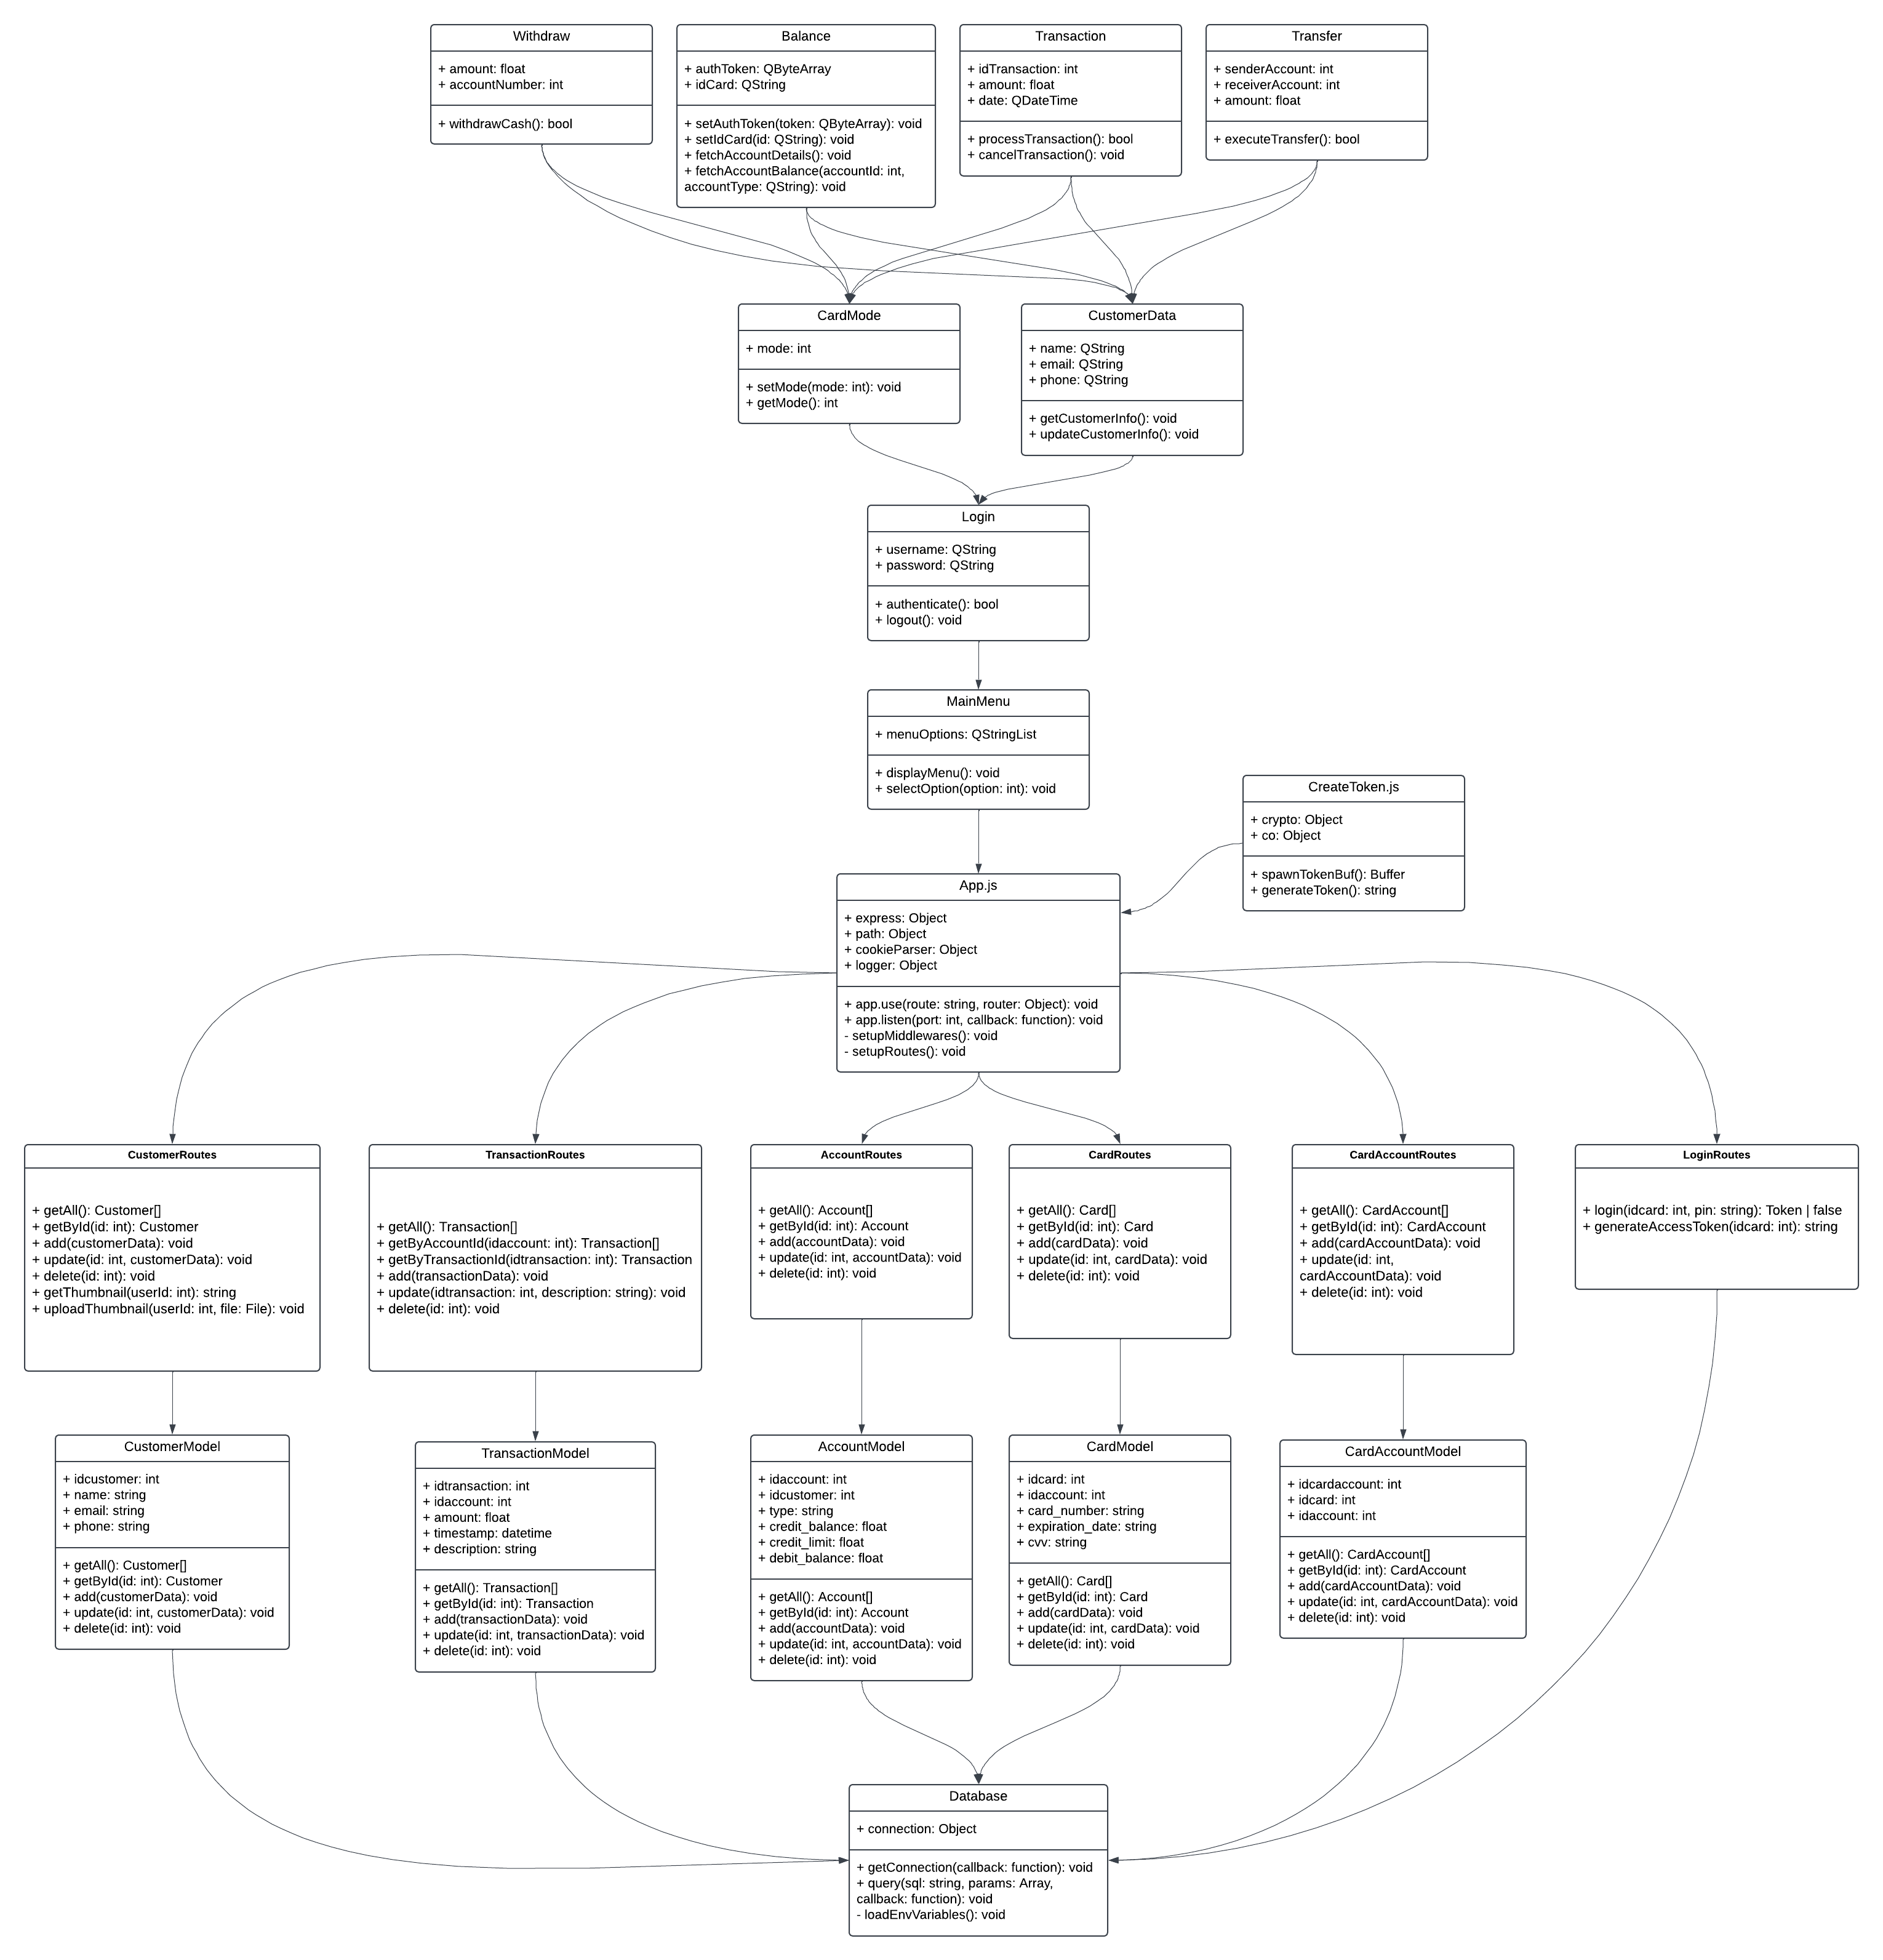 Withdraw
+ amount: float
+ accountNumber: int
+ withdrawCash(): bool
Balance
+ authToken: QByteArray
+ idCard: QString
+ setAuthToken(token: QByteArray): void
+ setIdCard(id: QString): void
+ fetchAccountDetails(): void
+ fetchAccountBalance(accountId: int,
accountType: QString): void
Transaction
+ idTransaction: int
+ amount: float
+ date: QDateTime
+ processTransaction(): bool
+ cancelTransaction(): void
Transfer
+ senderAccount: int
+ receiverAccount: int
+ amount: float
+ executeTransfer(): bool
CardMode
+ mode: int
+ setMode(mode: int): void
+ getMode(): int
CustomerData
+ name: QString
+ email: QString
+ phone: QString
+ getCustomerInfo(): void
+ updateCustomerInfo(): void
Login
+ username: QString
+ password: QString
+ authenticate(): bool
+ logout(): void
MainMenu
+ menuOptions: QStringList
+ displayMenu(): void
+ selectOption(option: int): void
CreateToken.js
+ crypto: Object
+ co: Object
+ spawnTokenBuf(): Buffer
+ generateToken(): string
App.js
+ express: Object
+ path: Object
+ cookieParser: Object
+ logger: Object
+ app.use(route: string, router: Object): void
+ app.listen(port: int, callback: function): void
- setupMiddlewares(): void
- setupRoutes(): void
CustomerRoutes
+ getAll(): Customer[]
+ getById(id: int): Customer
+ add(customerData): void
+ update(id: int, customerData): void
+ delete(id: int): void
+ getThumbnail(userId: int): string
+ uploadThumbnail(userId: int, file: File): void
TransactionRoutes
+ getAll(): Transaction[]
+ getByAccountId(idaccount: int): Transaction[]
+ getByTransactionId(idtransaction: int): Transaction
+ add(transactionData): void
+ update(idtransaction: int, description: string): void
+ delete(id: int): void
AccountRoutes
+ getAll(): Account[]
+ getById(id: int): Account
+ add(accountData): void
+ update(id: int, accountData): void
+ delete(id: int): void
CardRoutes
+ getAll(): Card[]
+ getById(id: int): Card
+ add(cardData): void
+ update(id: int, cardData): void
+ delete(id: int): void
CardAccountRoutes
+ getAll(): CardAccount[]
+ getById(id: int): CardAccount
+ add(cardAccountData): void
+ update(id: int,
cardAccountData): void
+ delete(id: int): void
LoginRoutes
+ login(idcard: int, pin: string): Token | false
+ generateAccessToken(idcard: int): string
CustomerModel
+ idcustomer: int
+ name: string
+ email: string
+ phone: string
+ getAll(): Customer[]
+ getById(id: int): Customer
+ add(customerData): void
+ update(id: int, customerData): void
+ delete(id: int): void
TransactionModel
+ idtransaction: int
+ idaccount: int
+ amount: float
+ timestamp: datetime
+ description: string
+ getAll(): Transaction[]
+ getById(id: int): Transaction
+ add(transactionData): void
+ update(id: int, transactionData): void
+ delete(id: int): void
AccountModel
+ idaccount: int
+ idcustomer: int
+ type: string
+ credit_balance: float
+ credit_limit: float
+ debit_balance: float
+ getAll(): Account[]
+ getById(id: int): Account
+ add(accountData): void
+ update(id: int, accountData): void
+ delete(id: int): void
CardModel
+ idcard: int
+ idaccount: int
+ card_number: string
+ expiration_date: string
+ cvv: string
+ getAll(): Card[]
+ getById(id: int): Card
+ add(cardData): void
+ update(id: int, cardData): void
+ delete(id: int): void
CardAccountModel
+ idcardaccount: int
+ idcard: int
+ idaccount: int
+ getAll(): CardAccount[]
+ getById(id: int): CardAccount
+ add(cardAccountData): void
+ update(id: int, cardAccountData): void
+ delete(id: int): void
Database
+ connection: Object
+ getConnection(callback: function): void
+ query(sql: string, params: Array,
callback: function): void
- loadEnvVariables(): void